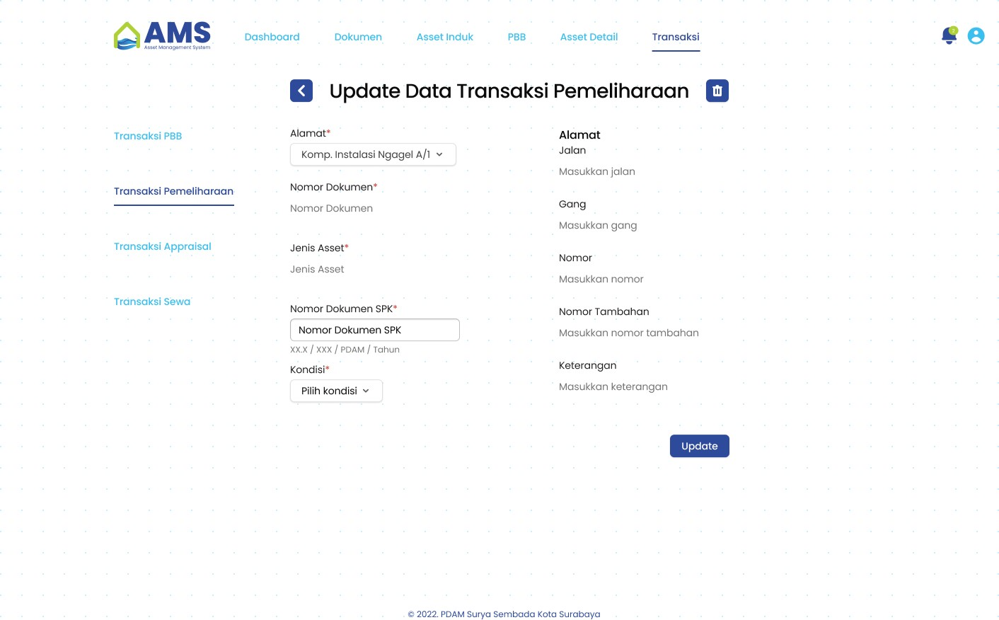 AMS
Asset Management System
Dashboard
Dokumen
Asset Induk
PBB
Asset Detail
Transaksi
2
Update Data Transaksi Pemeliharaan
Transaksi PBB
Transaksi Pemeliharaan
Transaksi Appraisal
Transaksi Sewa
Alamat*
Komp. Instalasi Ngagel A/1
Nomor Dokumen*
Nomor Dokumen
Jenis Asset*
Jenis Asset
Nomor Dokumen SPK*
Nomor Dokumen SPK
XX.X / XXX / PDAM / Tahun
Kondisi*
Pilih kondisi
Alamat
Jalan
Masukkan jalan
Gang
Masukkan gang
Nomor
Masukkan nomor
Nomor Tambahan
Masukkan nomor tambahan
Keterangan
Masukkan keterangan
Update
© 2022. PDAM Surya Sembada Kota Surabaya